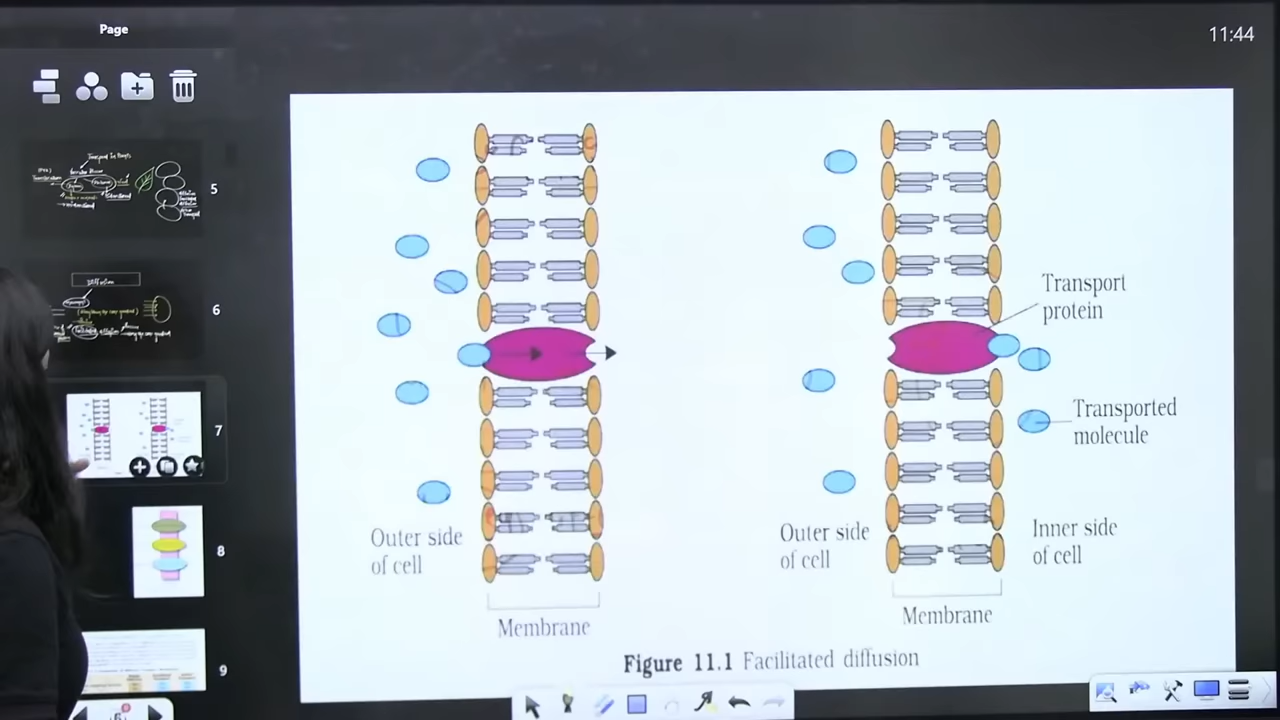 Page
11:44
5
6
7
8
9
Transport
protein
Transported
molecule
Outer side
of cell
Outer side
of cell
Inner side
of cell
Membrane
Membrane
Figure 11.1 Facilitated diffusion